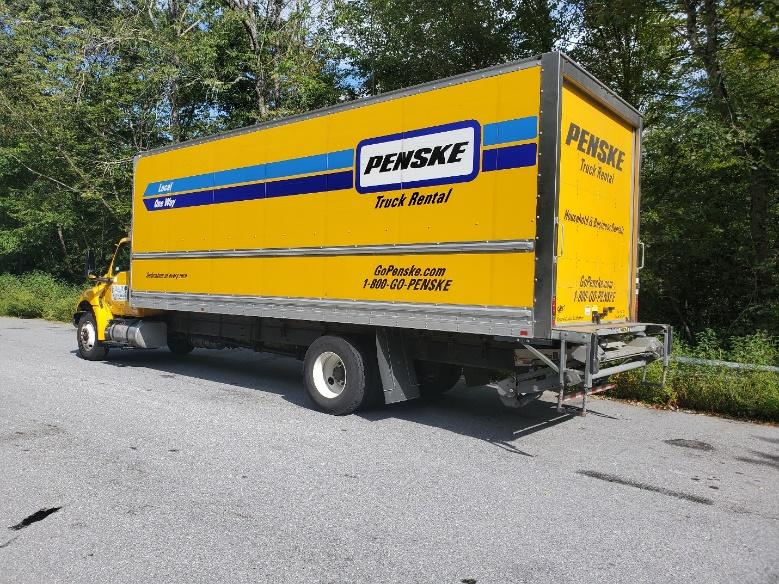 Local
One Way
PENSKE
Truck Rental
GoPenske.com
1-800-GO-PENSKE
PENSKE
Truck Rental
Household & Business Rentals
GoPenske.com
1-800-GO-PENSKE